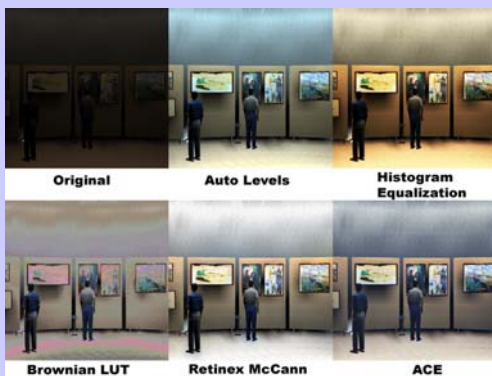 Original
Auto Levels
Histogram
Equalization
Brownian LUT
Retinex McCann
ACE